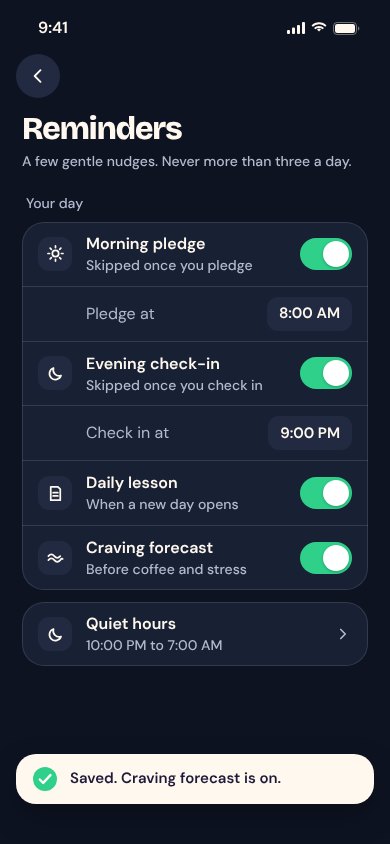 9:41
Reminders
A few gentle nudges. Never more than three a day.
Your day
Morning pledge
Skipped once you pledge
Pledge at
8:00 AM
Evening check-in
Skipped once you check in
Check in at
9:00 PM
Daily lesson
When a new day opens
Craving forecast
Before coffee and stress
Quiet hours
10:00 PM to 7:00 AM
Saved. Craving forecast is on.